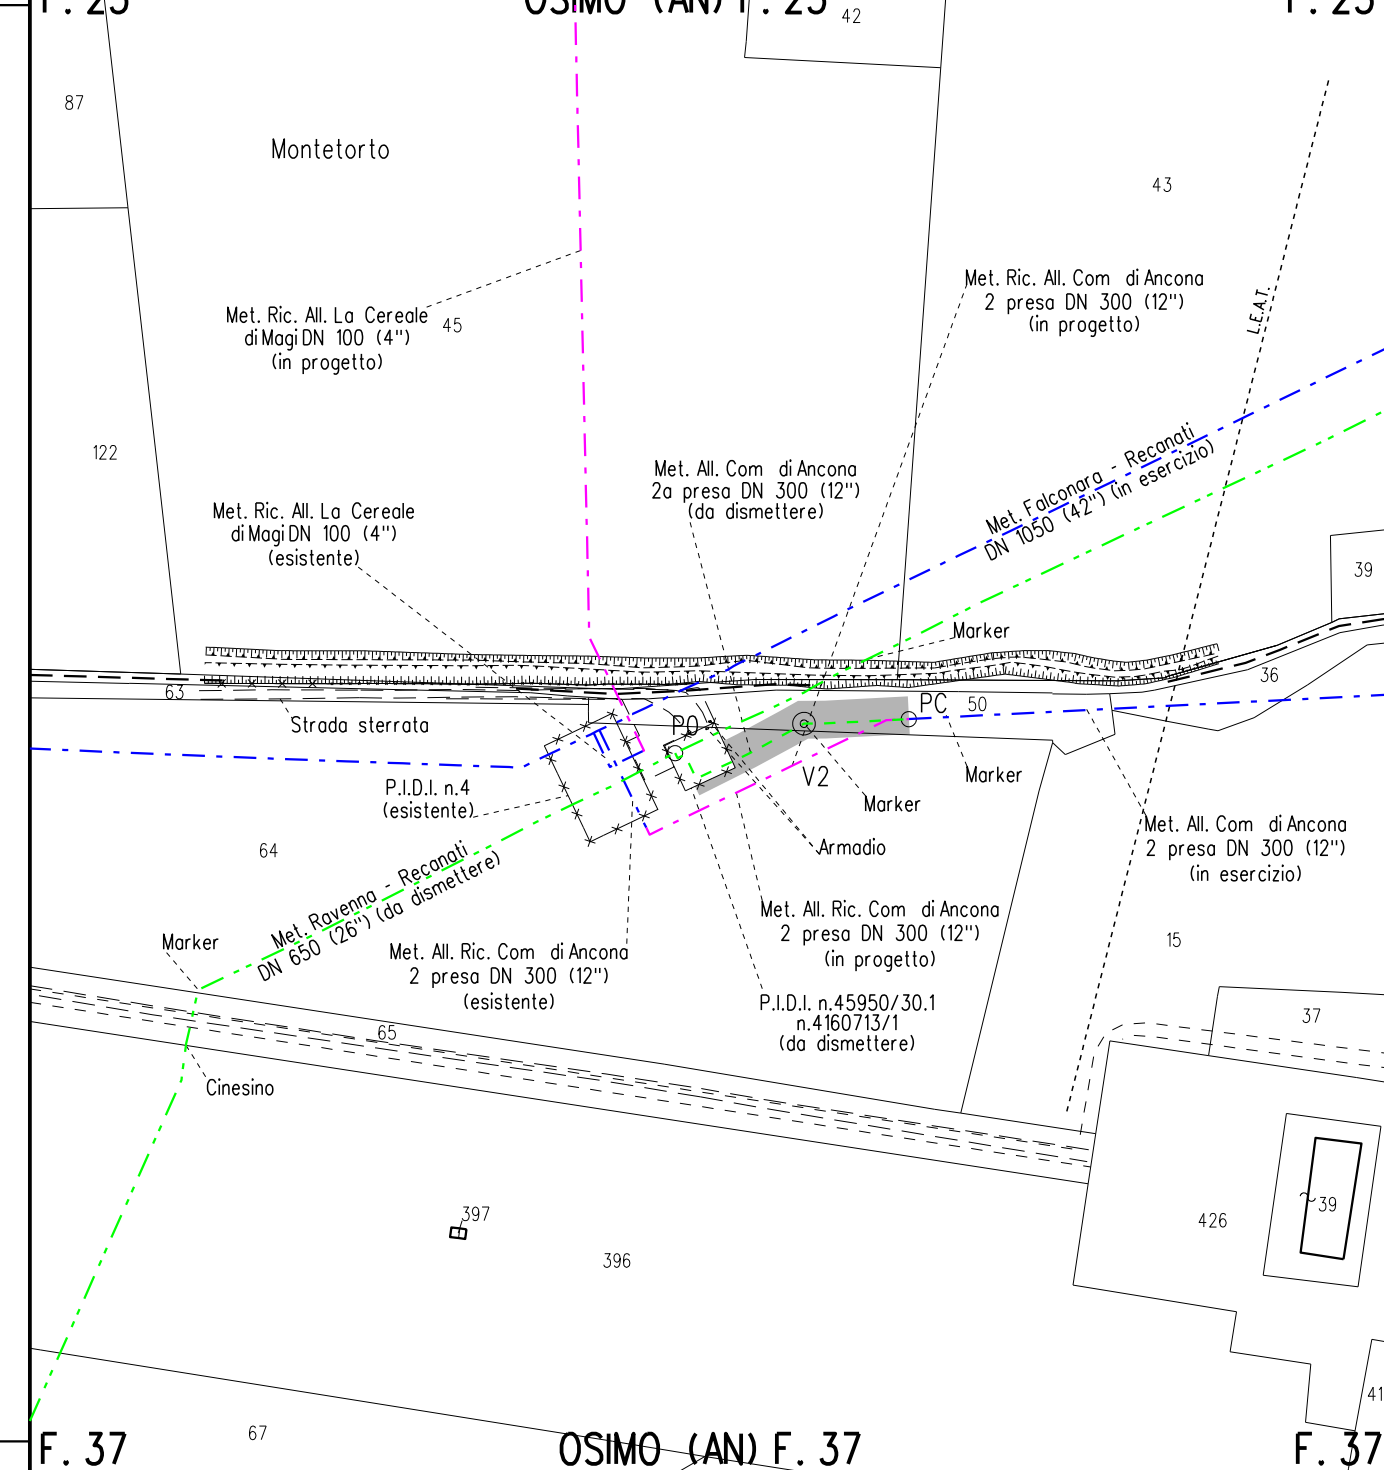 F. 25
OSIMO (AN) F. 25
F. 25
42
87
Montetorto
43
Met. Ric. All. Com di Ancona
2 presa DN 300 (12")
(in progetto)
L.E.A.T.
Met. Ric. All. La Cereale
di Magi DN 100 (4")
(in progetto)
45
122
Met. All. Com di Ancona
2a presa DN 300 (12")
(da dismettere)
Met. Falconara - Recanati
DN 1050 (42") (in esercizio)
Met. Ric. All. La Cereale
di Magi DN 100 (4")
(esistente)
39
Marker
36
63
Strada sterrata
PO
PC
50
V2
Marker
Marker
P.I.D.I. n.4
(esistente)
Armadio
Met. All. Com di Ancona
2 presa DN 300 (12")
(in esercizio)
64
Met. Ravenna - Recanati
DN 650 (26") (da dismettere)
Marker
Met. All. Ric. Com di Ancona
2 presa DN 300 (12")
(esistente)
Met. All. Ric. Com di Ancona
2 presa DN 300 (12")
(in progetto)
15
P.I.D.I. n.45950/30.1
n.4160713/1
(da dismettere)
37
65
Cinesino
397
39
426
396
41
67
F. 37
OSIMO (AN) F. 37
F. 37